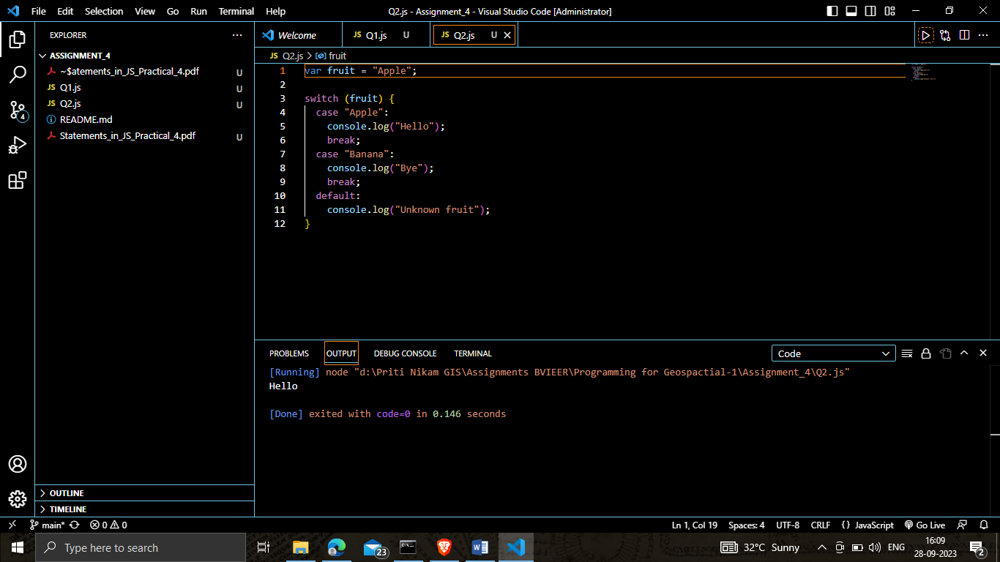 File Edit Selection View Go Run Terminal Help
Q2.js - Assignment_4 - Visual Studio Code [Administrator]
EXPLORER
ASSIGNMENT_4
~$atements_in_JS_Practical_4.pdf U
JS Q1.js U
JS Q2.js U
README.md
Statements_in_JS_Practical_4.pdf U
OUTLINE
TIMELINE
4
Welcome
JS Q1.js U
JS Q2.js U
JS Q2.js > fruit
1 var fruit = "Apple";
2
3 switch (fruit) {
4 case "Apple":
5 console.log("Hello");
6 break;
7 case "Banana":
8 console.log("Bye");
9 break;
10 default:
11 console.log("Unknown fruit");
12 }
PROBLEMS OUTPUT DEBUG CONSOLE TERMINAL
Code
[Running] node "d:\Priti Nikam GIS\Assignments BVIEER\Programming for Geospactial-1\Assignment_4\Q2.js"
Hello
[Done] exited with code=0 in 0.146 seconds
main* 0 0
Ln 1, Col 19 Spaces: 4 UTF-8 CRLF {} JavaScript Go Live
Type here to search
23
32°C Sunny
ENG
16:09
28-09-2023
2